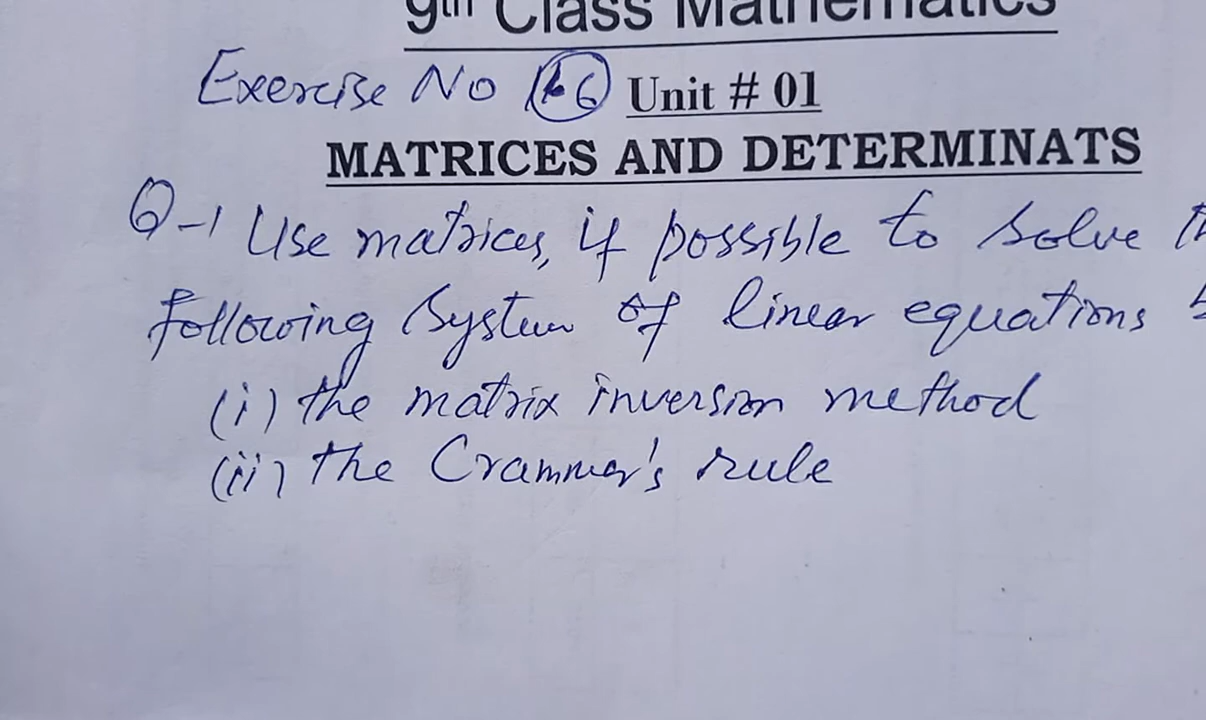 9th Class Mathematics
Exercise No 1.6 Unit # 01
MATRICES AND DETERMINATS
Q-1 Use matrices, if possible to solve
following system of linear equations
(i) the matrix inversion method
(ii) the Crammer's rule